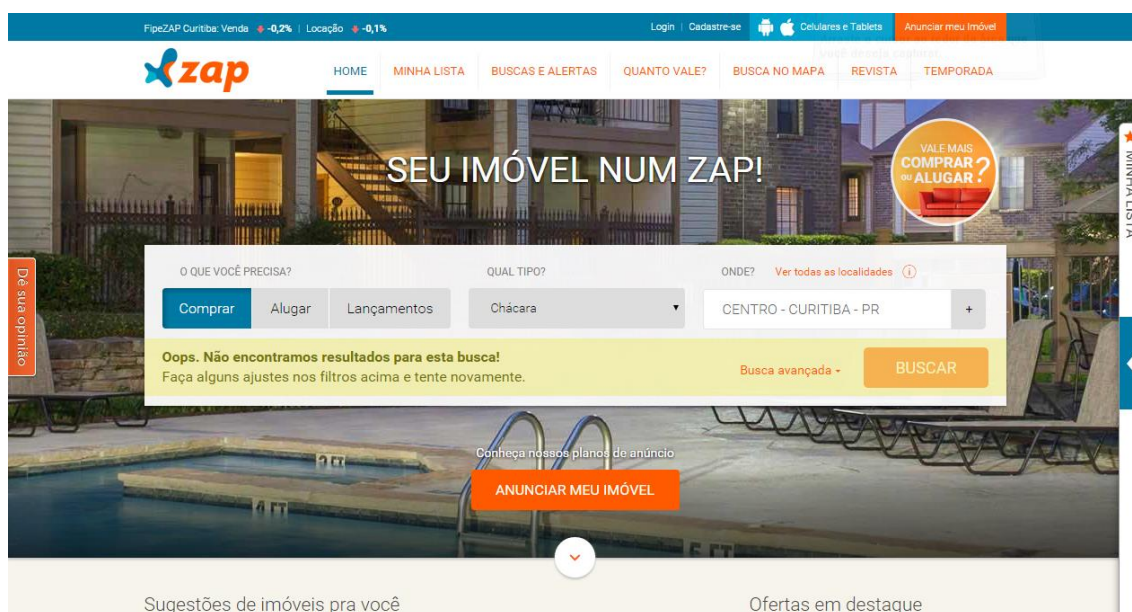 FipeZAP Curitiba: Venda -0,2% | Locação -0,1%
Login | Cadastre-se
Celulares e Tablets
Anunciar meu Imóvel
você deseja capturar.
zap
HOME MINHA LISTA BUSCAS E ALERTAS QUANTO VALE? BUSCA NO MAPA REVISTA TEMPORADA
SEU IMÓVEL NUM ZAP!
VALE MAIS
COMPRAR
OU ALUGAR?
MINHA LISTA
Dê sua opinião
O QUE VOCÊ PRECISA? QUAL TIPO? ONDE? Ver todas as localidades i
Comprar Alugar Lançamentos Chácara CENTRO - CURITIBA - PR +
Oops. Não encontramos resultados para esta busca!
Faça alguns ajustes nos filtros acima e tente novamente.
Busca avançada
BUSCAR
Conheça nossos planos de anúncio
ANUNCIAR MEU IMÓVEL
Sugestões de imóveis pra você
Ofertas em destaque